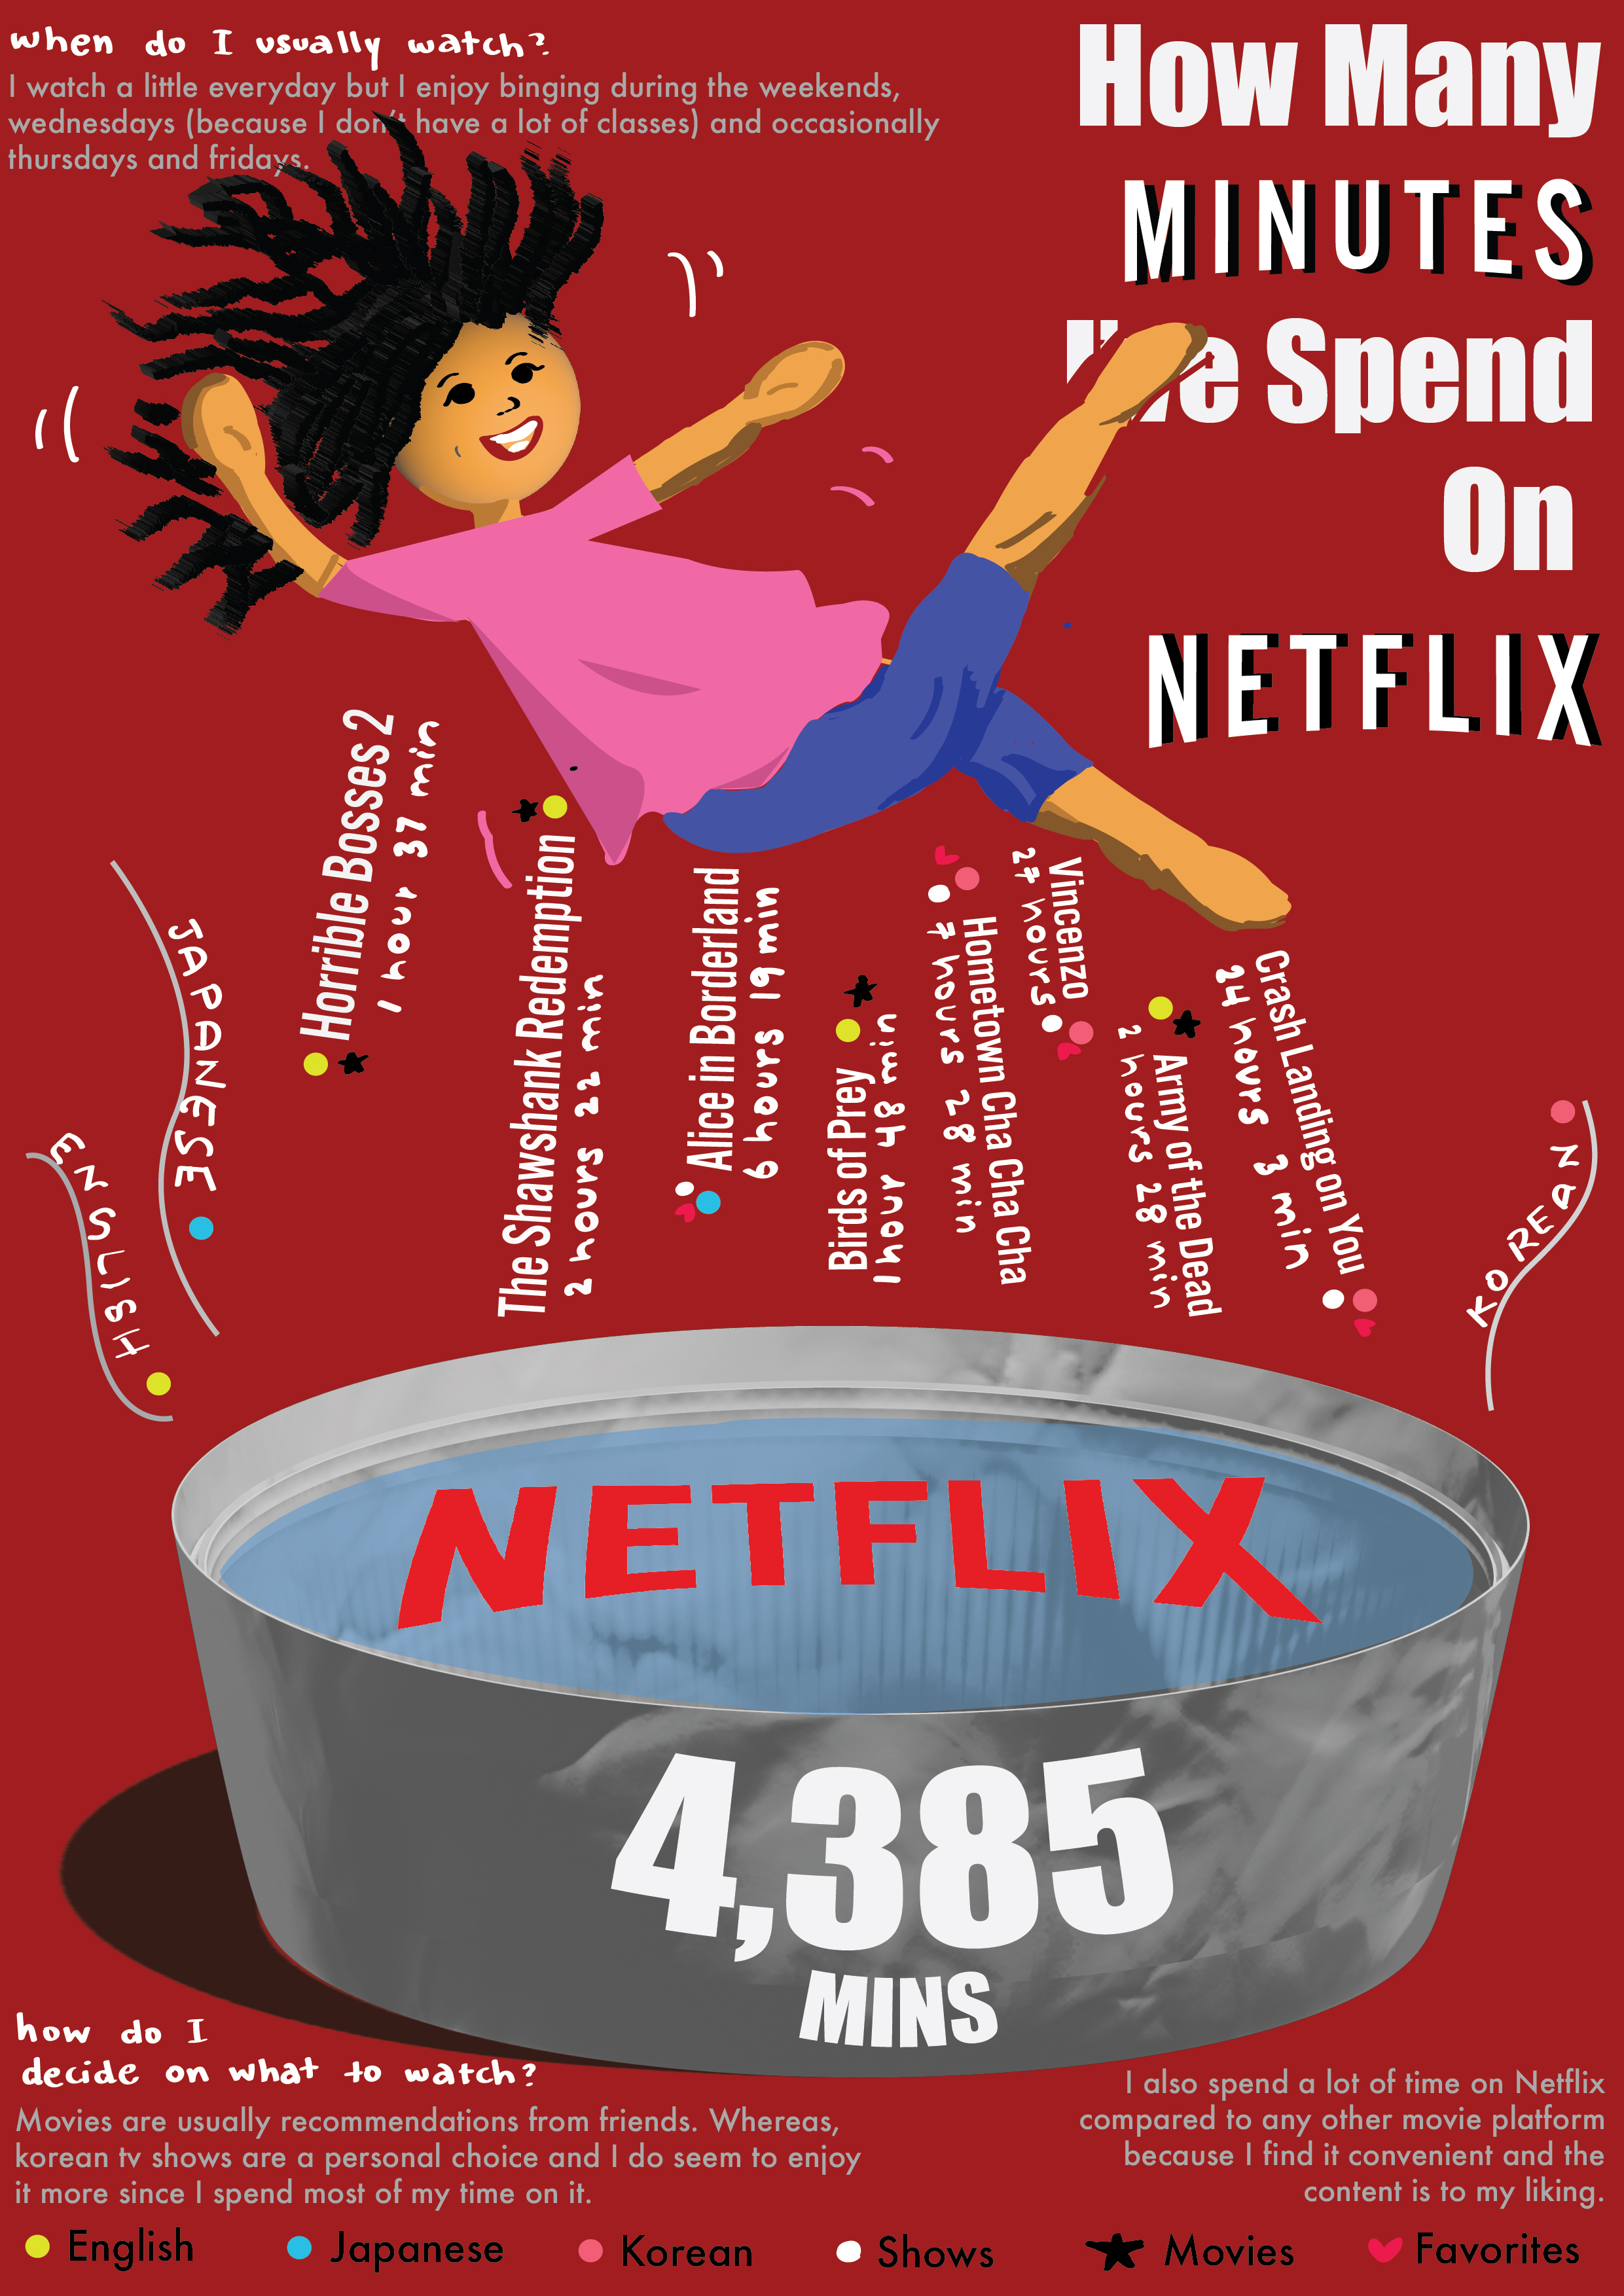 when do I usually watch?
I watch a little everyday but I enjoy binging during the weekends,
wednesdays (because I don't have a lot of classes) and occasionally
thursdays and fridays.
How Many
MINUTES
I've Spend
On
NETFLIX
Horrible Bosses 2
1 hour 37 min
The Shawshank Redemption
2 hours 22 min
Alice in Borderland
6 hours 19 min
Birds of Prey
1 hour 48 min
Hometown Cha Cha Cha
7 hours 28 min
Vincenzo
27 hours
Army of the Dead
2 hours 28 min
Crash Landing on You
24 hours 3 min
JAPANESE
ENGLISH
KOREAN
NETFLIX
4,385
MINS
how do I
decide on what to watch?
Movies are usually recommendations from friends. Whereas,
korean tv shows are a personal choice and I do seem to enjoy
it more since I spend most of my time on it.
I also spend a lot of time on Netflix
compared to any other movie platform
because I find it convenient and the
content is to my liking.
English
Japanese
Korean
Shows
Movies
Favorites